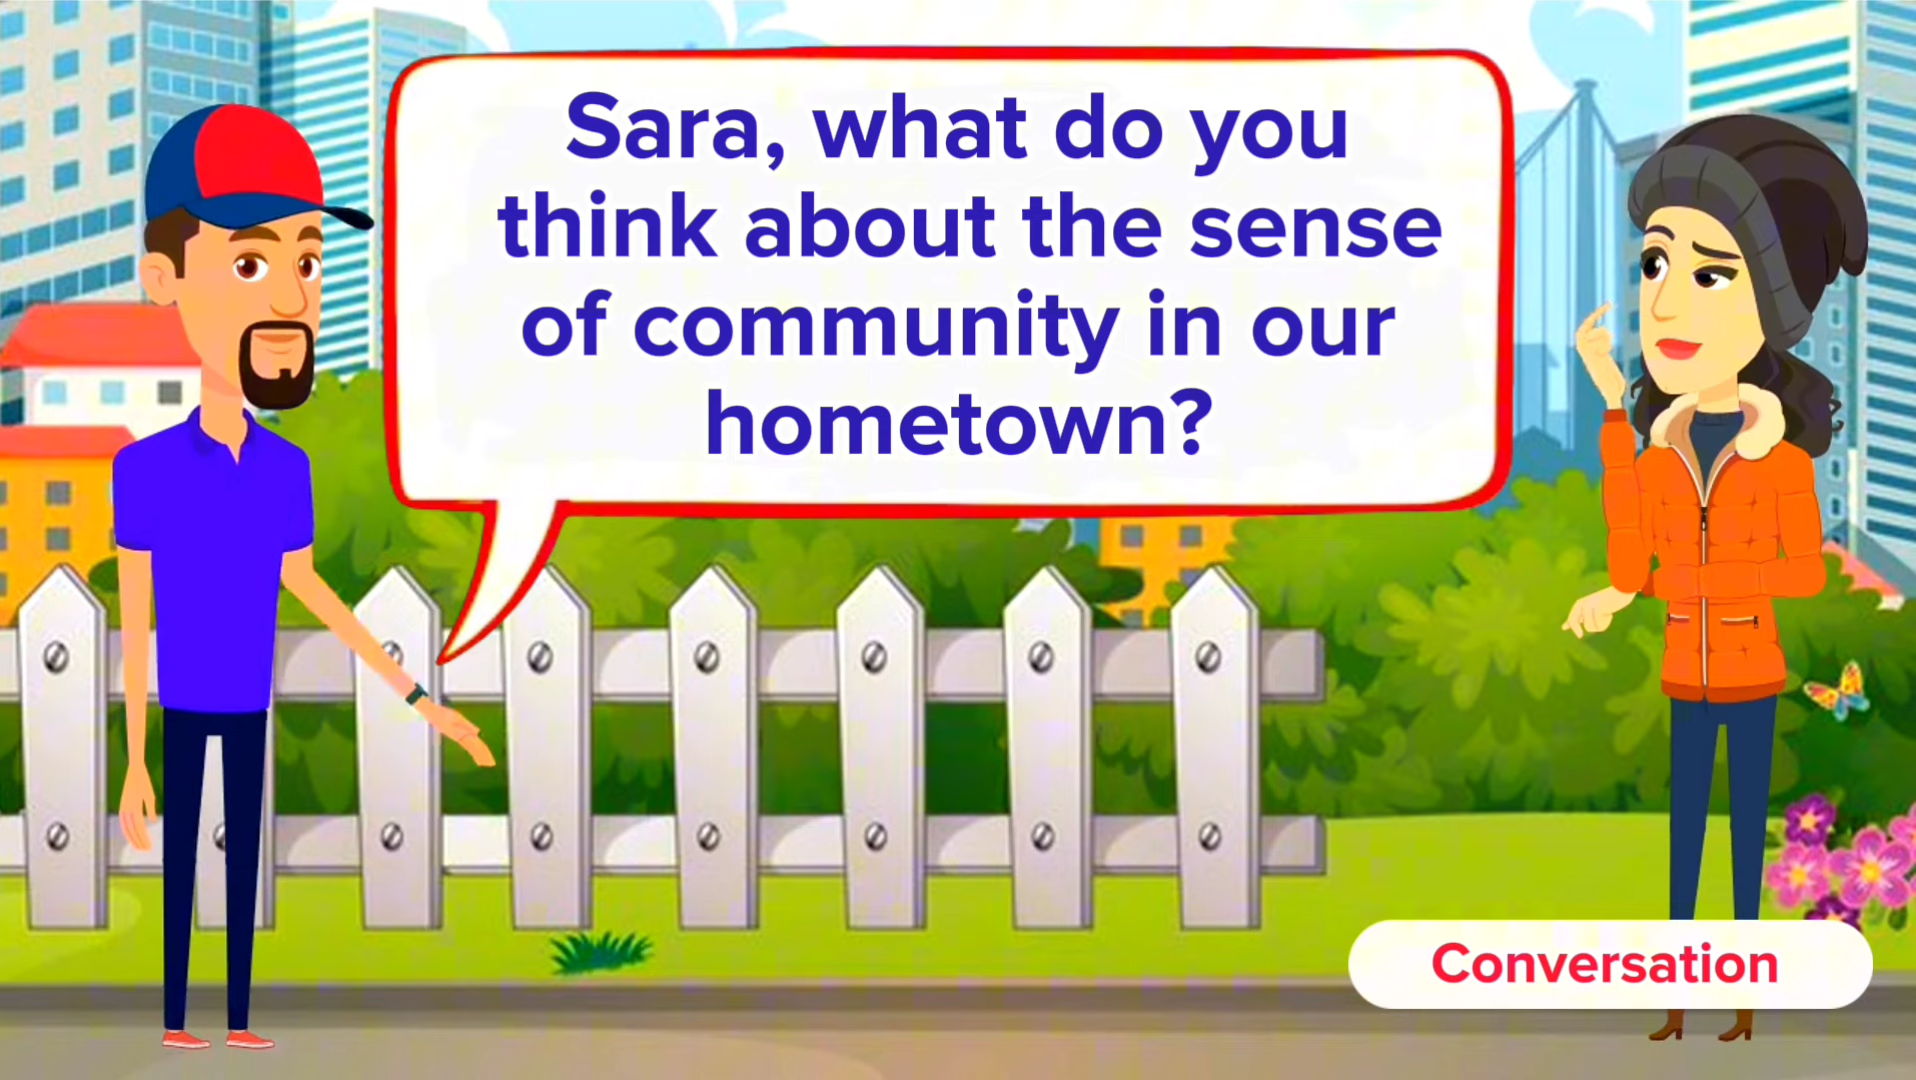 Sara, what do you
think about the sense
of community in our
hometown?
Conversation